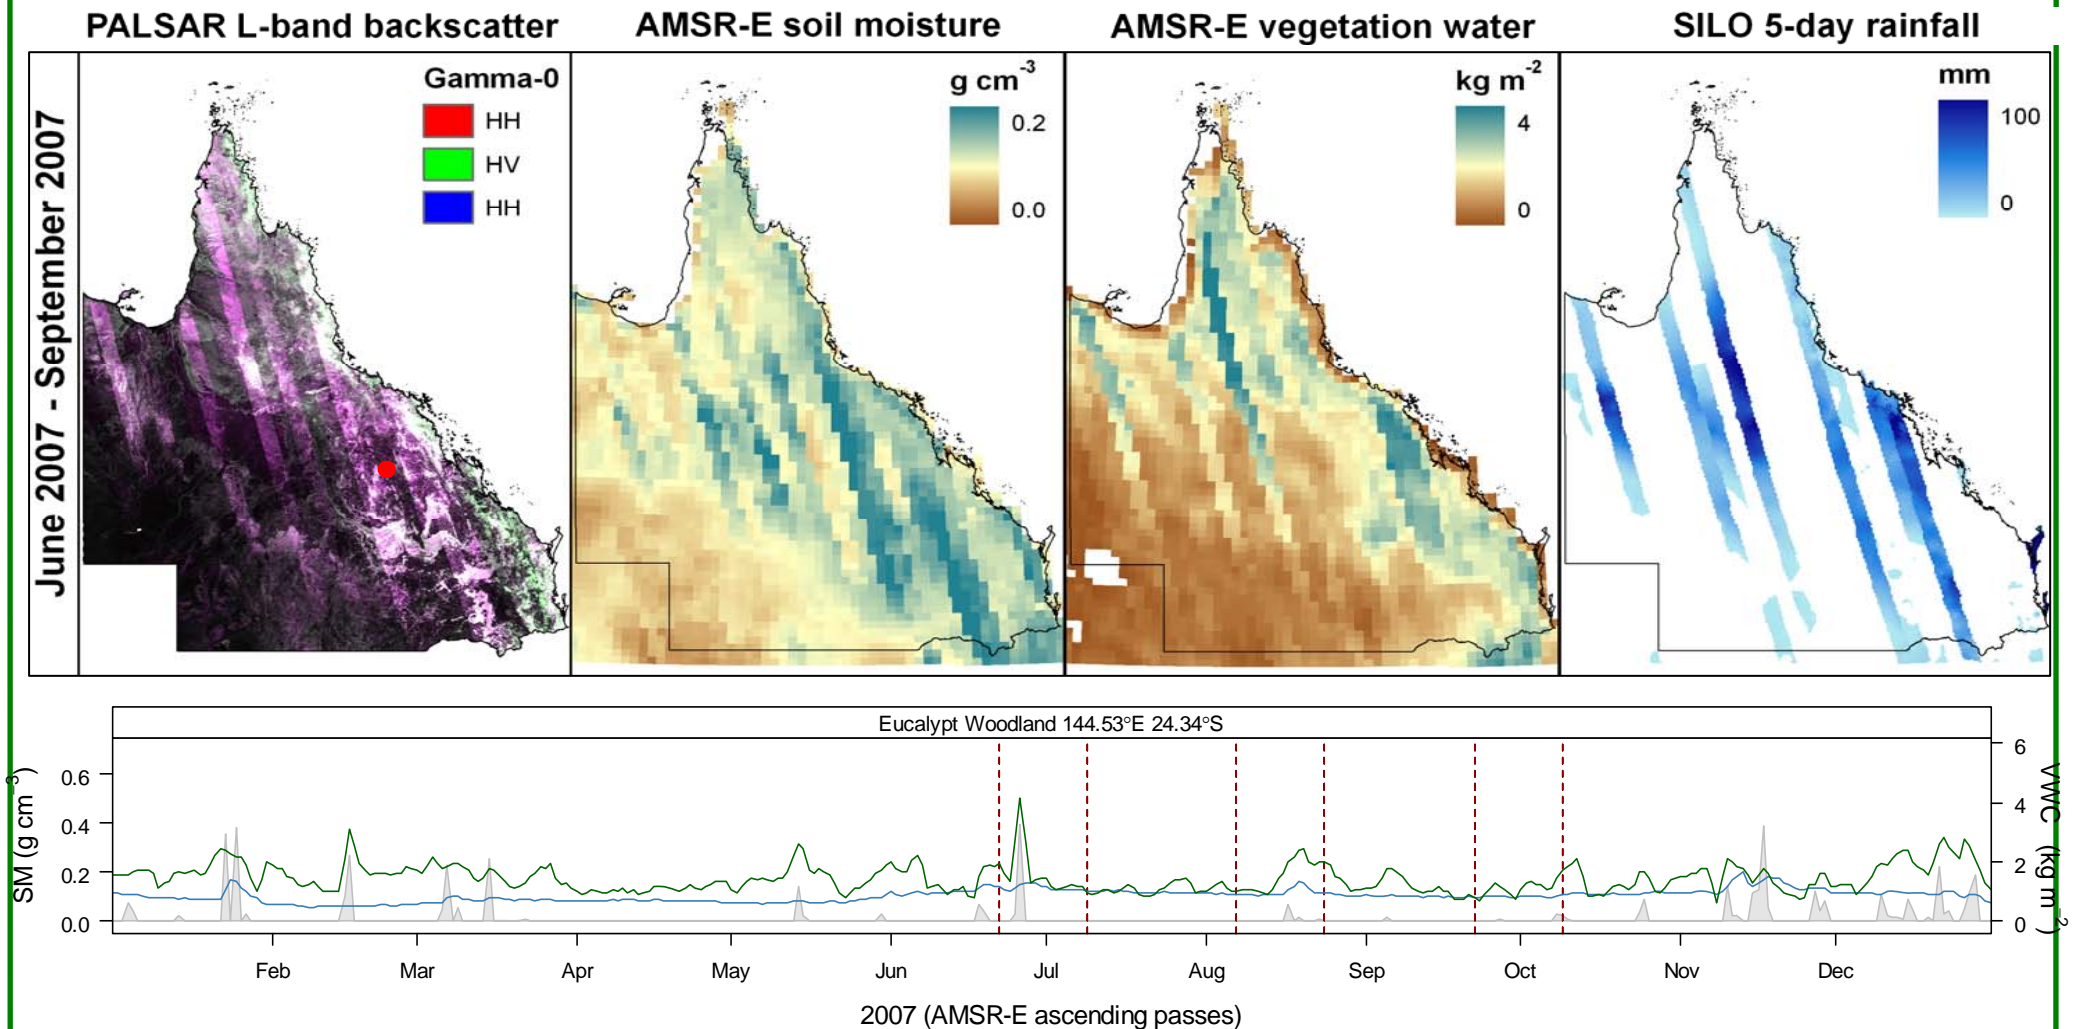 PALSAR L-band backscatter
AMSR-E soil moisture
AMSR-E vegetation water
SILO 5-day rainfall
June 2007 - September 2007
Gamma-0
HH
HV
HH
g cm-3
0.2
0.0
kg m-2
4
0
mm
100
0
Eucalypt Woodland 144.53°E 24.34°S
SM (g cm-3)
0.6
0.4
0.2
0.0
6
4
2
0
VWC (kg m-2)
Feb Mar Apr May Jun Jul Aug Sep Oct Nov Dec
2007 (AMSR-E ascending passes)